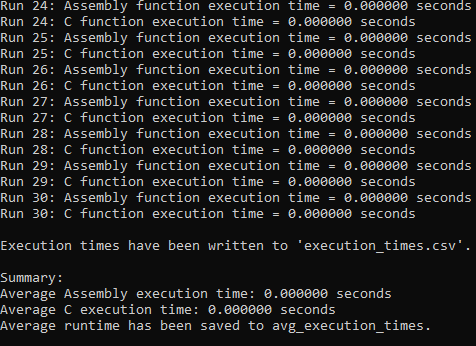 Run 24: Assembly function execution time = 0.000000 seconds
Run 24: C function execution time = 0.000000 seconds
Run 25: Assembly function execution time = 0.000000 seconds
Run 25: C function execution time = 0.000000 seconds
Run 26: Assembly function execution time = 0.000000 seconds
Run 26: C function execution time = 0.000000 seconds
Run 27: Assembly function execution time = 0.000000 seconds
Run 27: C function execution time = 0.000000 seconds
Run 28: Assembly function execution time = 0.000000 seconds
Run 28: C function execution time = 0.000000 seconds
Run 29: Assembly function execution time = 0.000000 seconds
Run 29: C function execution time = 0.000000 seconds
Run 30: Assembly function execution time = 0.000000 seconds
Run 30: C function execution time = 0.000000 seconds
Execution times have been written to 'execution_times.csv'.
Summary:
Average Assembly execution time: 0.000000 seconds
Average C execution time: 0.000000 seconds
Average runtime has been saved to avg_execution_times.